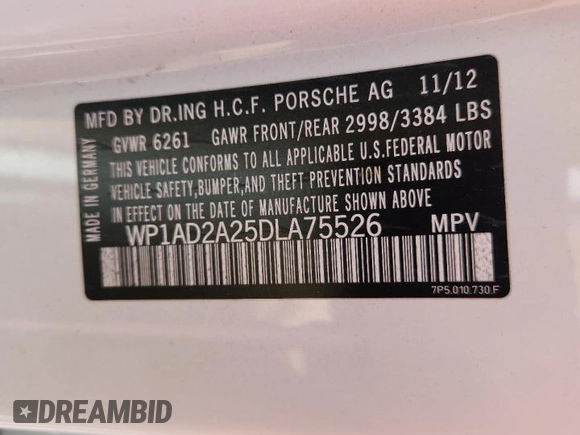 MFD BY DR.ING H.C.F. PORSCHE AG 11/12
GVWR 6261 GAWR FRONT/REAR 2998/3384 LBS
THIS VEHICLE CONFORMS TO ALL APPLICABLE U.S.FEDERAL MOTOR
VEHICLE SAFETY,BUMPER,AND THEFT PREVENTION STANDARDS
IN EFFECT ON THE DATE OF MANUFACTURE SHOWN ABOVE
WP1AD2A25DLA75526 MPV
7P5.010.730.F
MADE IN GERMANY
DREAMBID